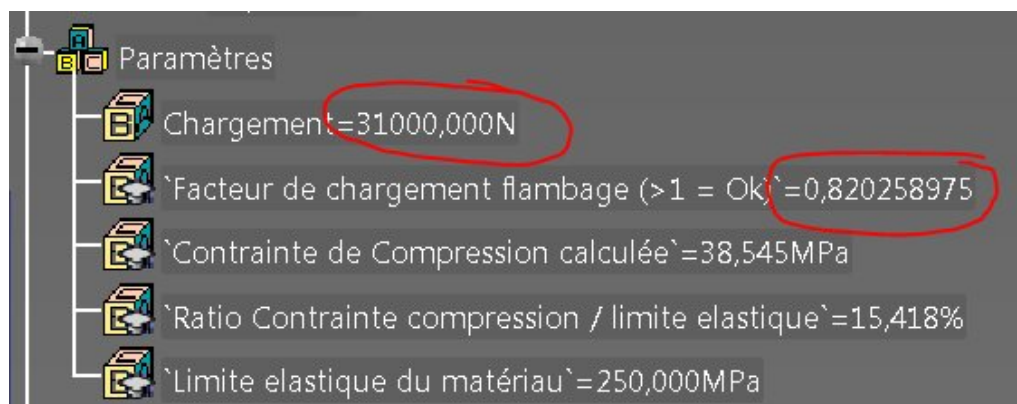 Paramètres
Chargement=31000,000N
`Facteur de chargement flambage (>1 = Ok)`=0,820258975
`Contrainte de Compression calculée`=38,545MPa
`Ratio Contrainte compression / limite elastique`=15,418%
`Limite elastique du matériau`=250,000MPa